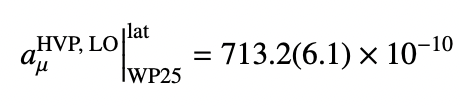 a_μ^{HVP, LO}|_{WP25}^{lat} = 713.2(6.1) × 10^{−10}